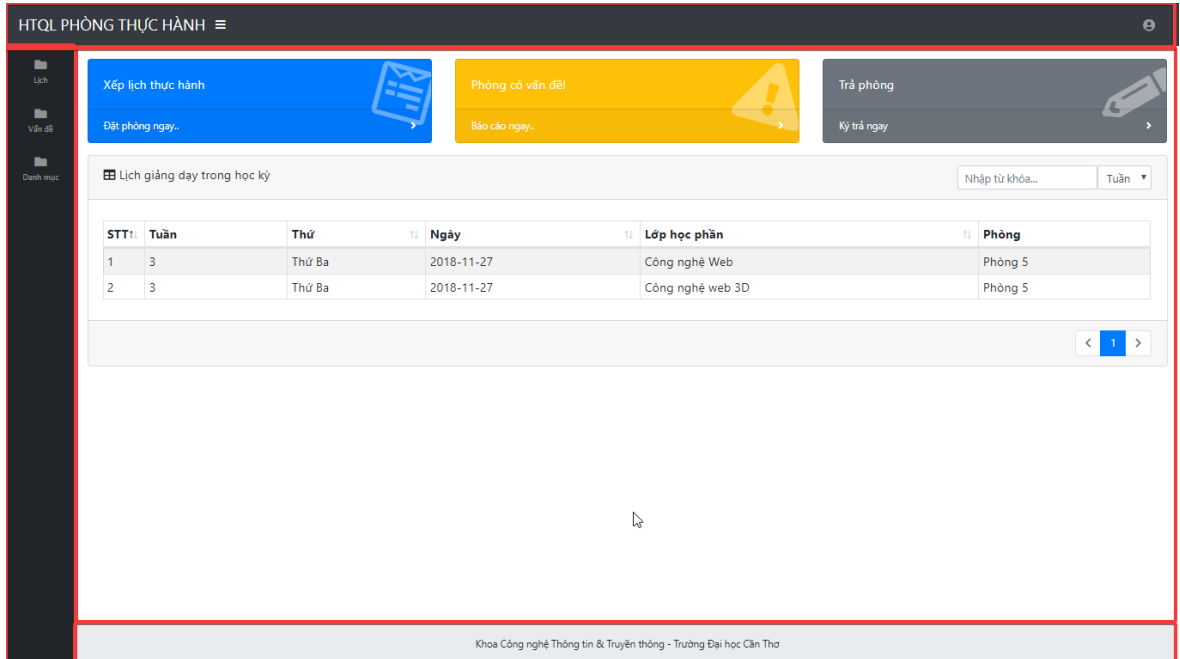 HTQL PHÒNG THỰC HÀNH
Lịch
Vấn đề
Danh mục
Xếp lịch thực hành
Đặt phòng ngay..
Phòng có vấn đề!
Báo cáo ngay..
Trả phòng
Ký trả ngay
Lịch giảng dạy trong học kỳ
Nhập từ khóa... Tuần
STT Tuần Thứ Ngày Lớp học phần Phòng
1 3 Thứ Ba 2018-11-27 Công nghệ Web Phòng 5
2 3 Thứ Ba 2018-11-27 Công nghệ web 3D Phòng 5
1
Khoa Công nghệ Thông tin & Truyền thông - Trường Đại học Cần Thơ